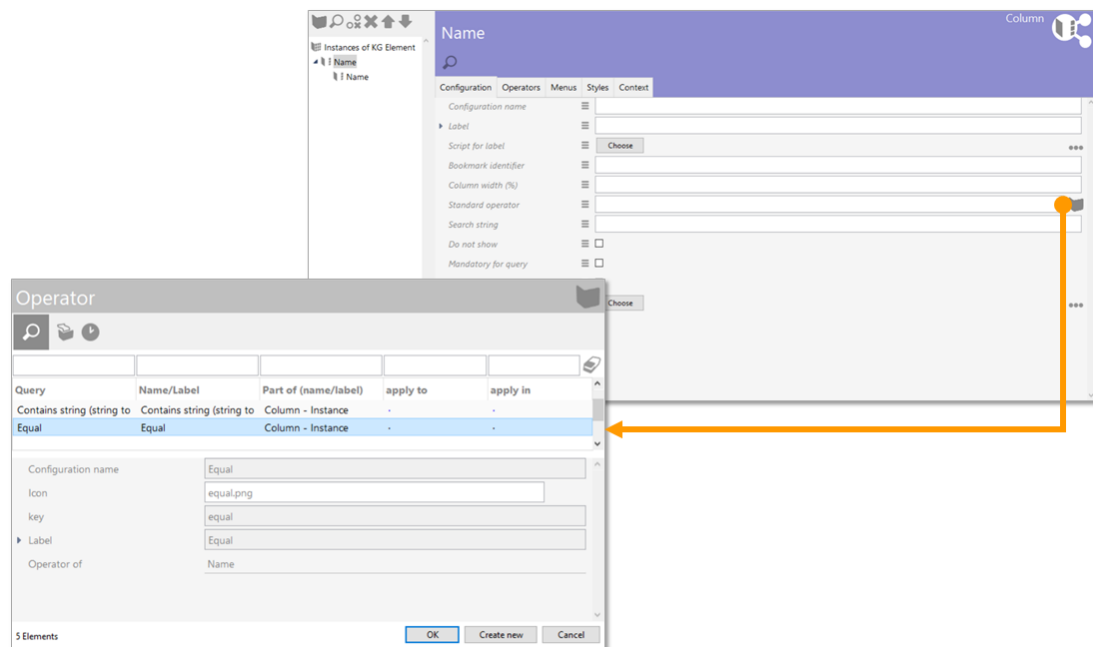 Column
Name
Instances of KG Element
Name
Name
Configuration Operators Menus Styles Context
Configuration name
Label
Script for label Choose
Bookmark identifier
Column width (%)
Standard operator
Search string
Do not show
Mandatory for query
Choose
Operator
Query Name/Label Part of (name/label) apply to apply in
Contains string (string to Contains string (string to Column - Instance - -
Equal Equal Column - Instance - -
Configuration name Equal
Icon equal.png
key equal
Label Equal
Operator of Name
5 Elements OK Create new Cancel